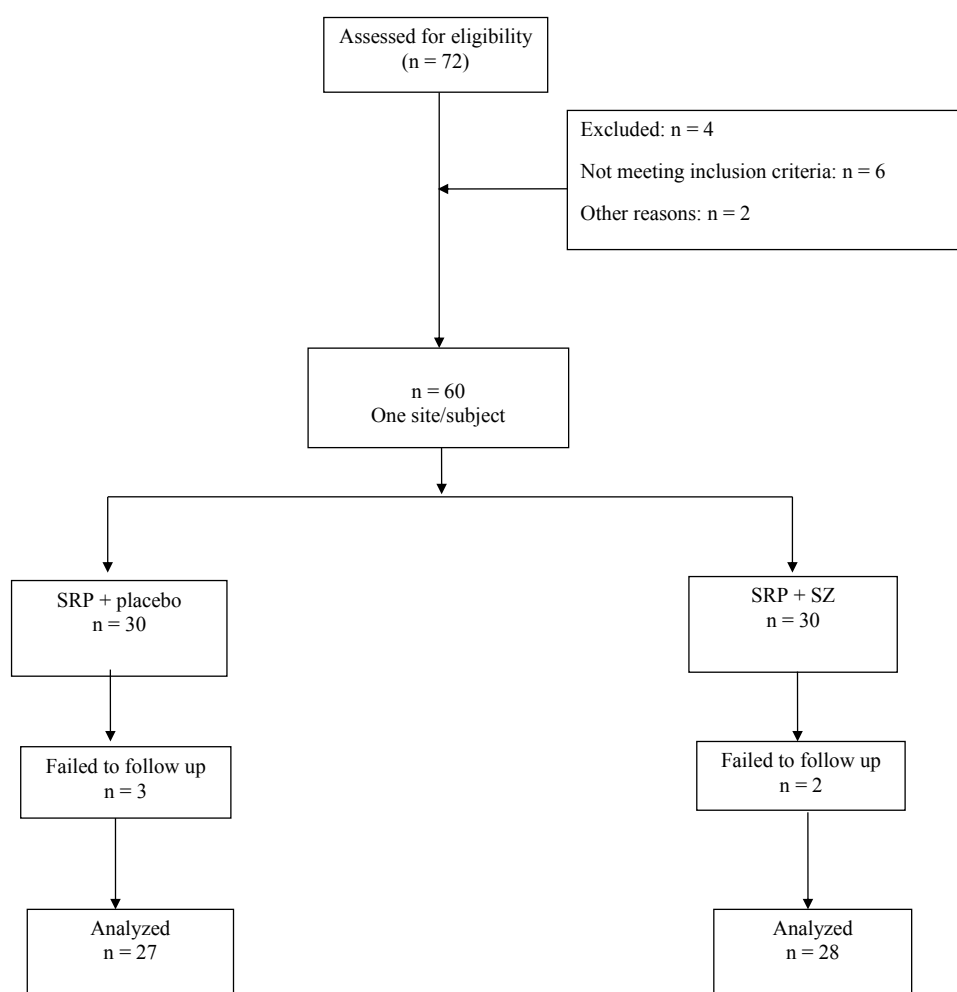 Assessed for eligibility
(n = 72)
Excluded: n = 4
Not meeting inclusion criteria: n = 6
Other reasons: n = 2
n = 60
One site/subject
SRP + placebo
n = 30
SRP + SZ
n = 30
Failed to follow up
n = 3
Failed to follow up
n = 2
Analyzed
n = 27
Analyzed
n = 28